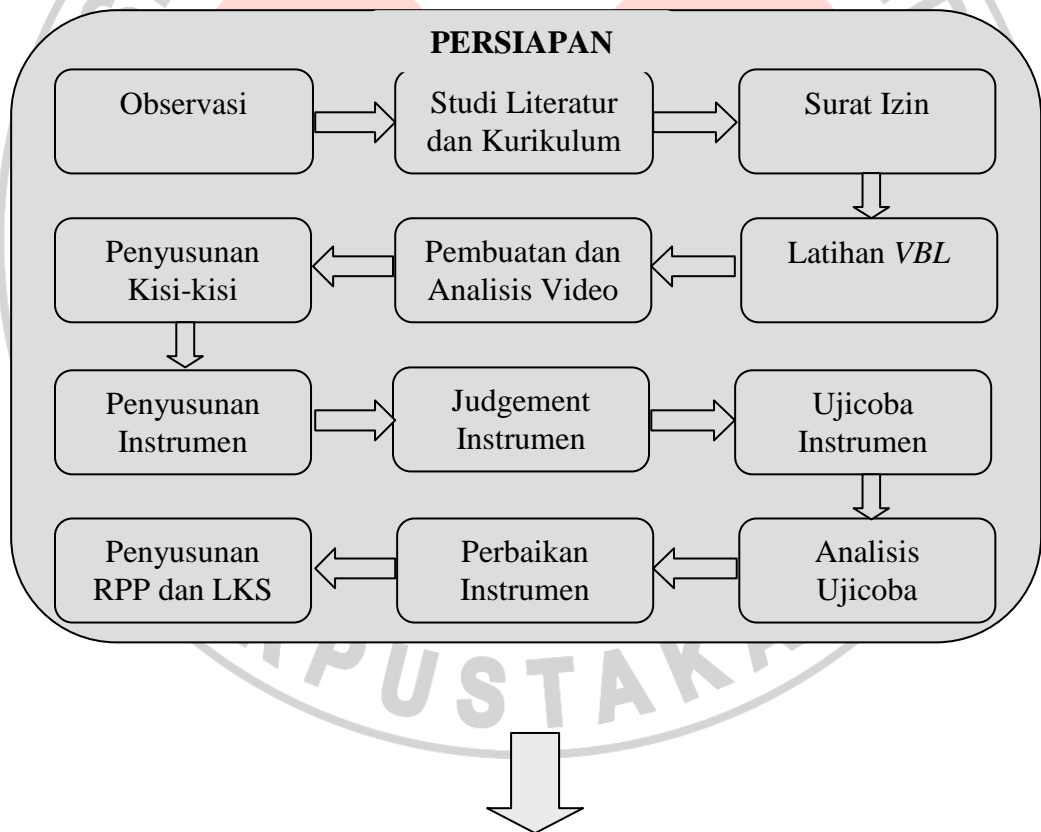 PERSIAPAN
Observasi
Studi Literatur
dan Kurikulum
Surat Izin
Latihan VBL
Pembuatan dan
Analisis Video
Penyusunan
Kisi-kisi
Penyusunan
Instrumen
Judgement
Instrumen
Ujicoba
Instrumen
Analisis
Ujicoba
Perbaikan
Instrumen
Penyusunan
RPP dan LKS
PUSTAKA